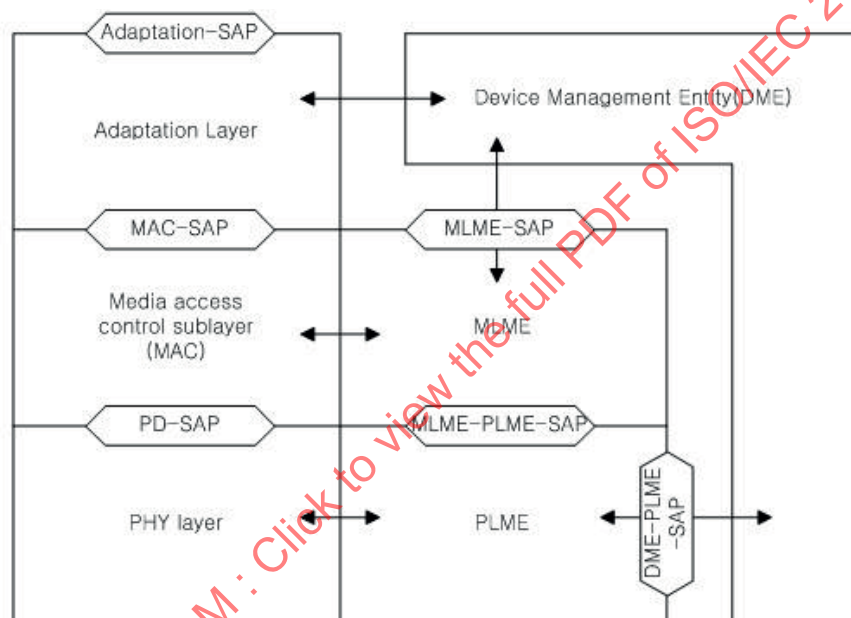 Adaptation-SAP
Device Management Entity(DME)
Adaptation Layer
MAC-SAP
MLME-SAP
Media access
control sublayer
(MAC)
MLME
PD-SAP
MLME-PLME-SAP
PHY layer
PLME
DME-PLME
-SAP
M : Click to view the full PDF of ISO/IEC 2